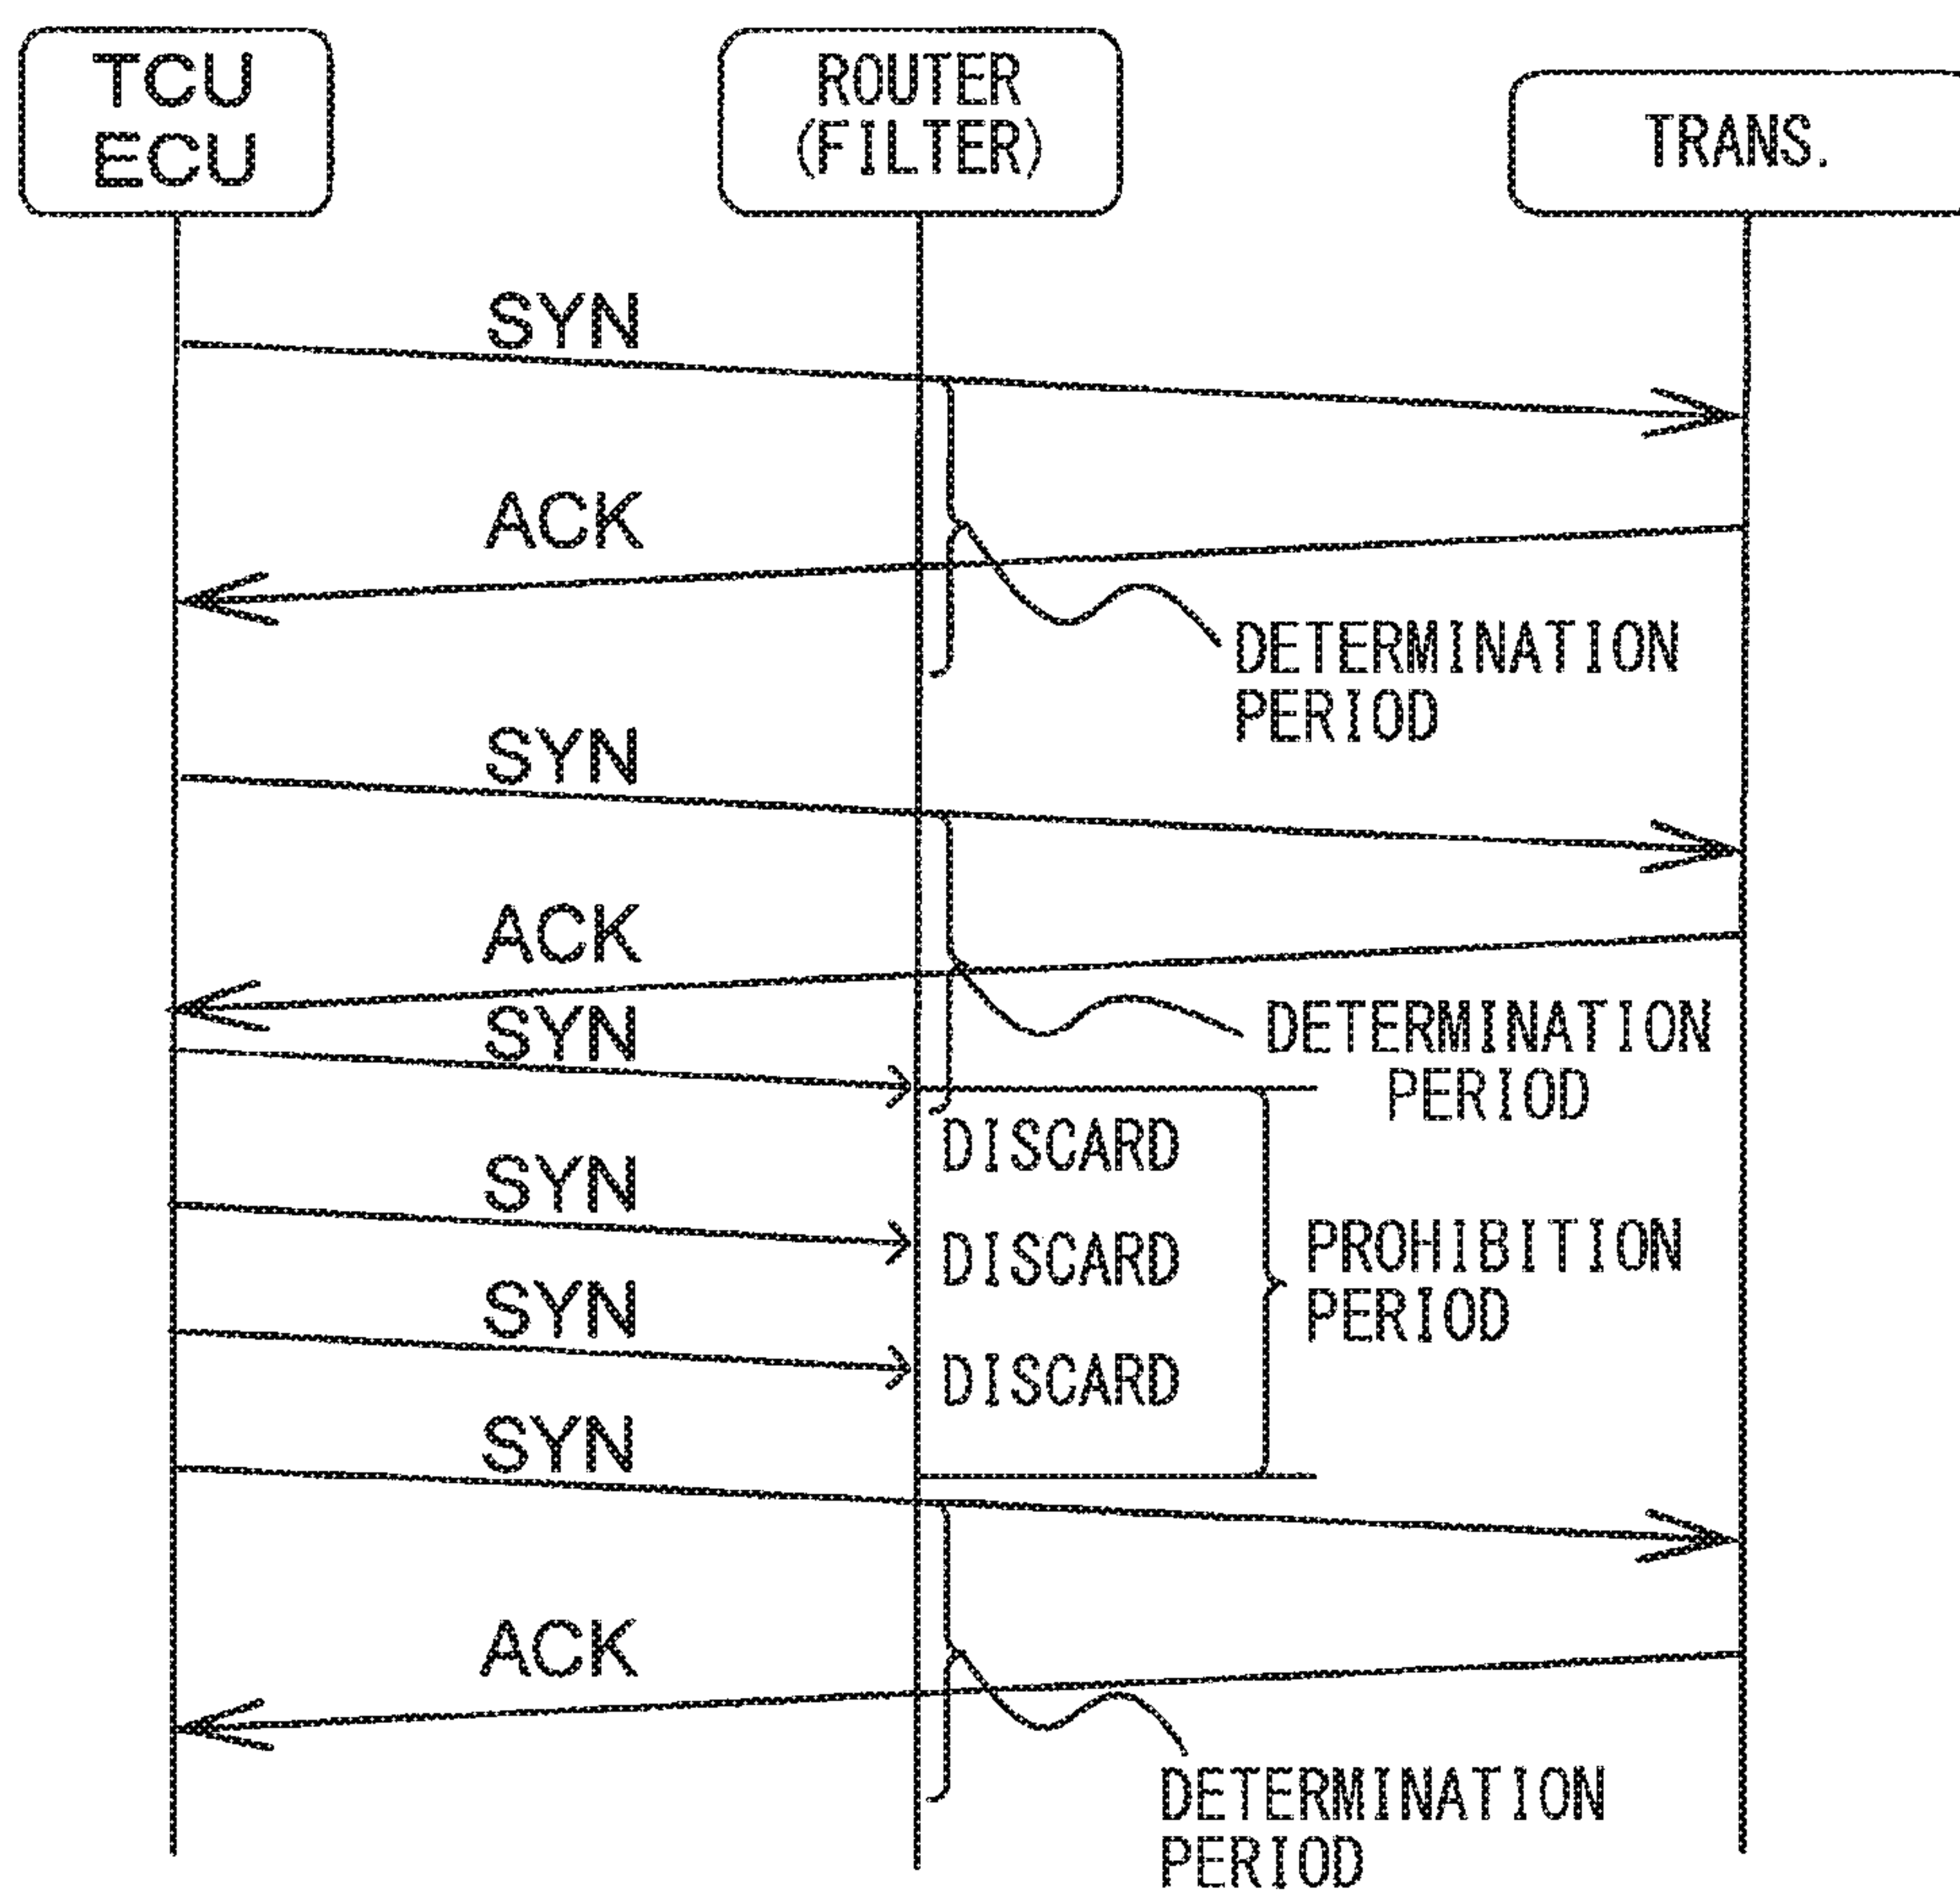 TCU
ECU
ROUTER
(FILTER)
TRANS.
SYN
ACK
DETERMINATION
PERIOD
SYN
ACK
SYN
DETERMINATION
PERIOD
DISCARD
SYN
DISCARD
PROHIBITION
PERIOD
SYN
DISCARD
SYN
ACK
DETERMINATION
PERIOD